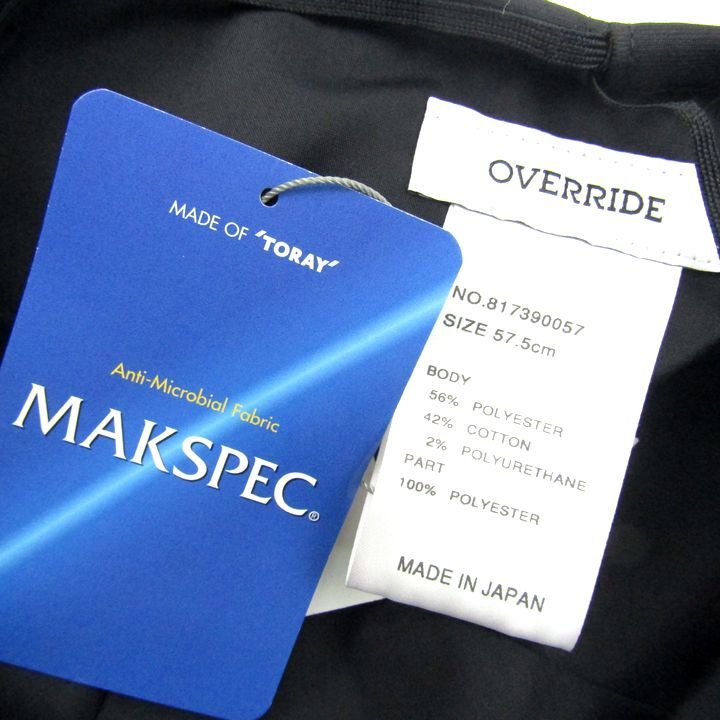 MADE OF 'TORAY'
Anti-Microbial Fabric
MAKSPEC®
OVERRIDE
NO.817390057
SIZE 57.5cm
BODY
56% POLYESTER
42% COTTON
2% POLYURETHANE
PART
100% POLYESTER
MADE IN JAPAN